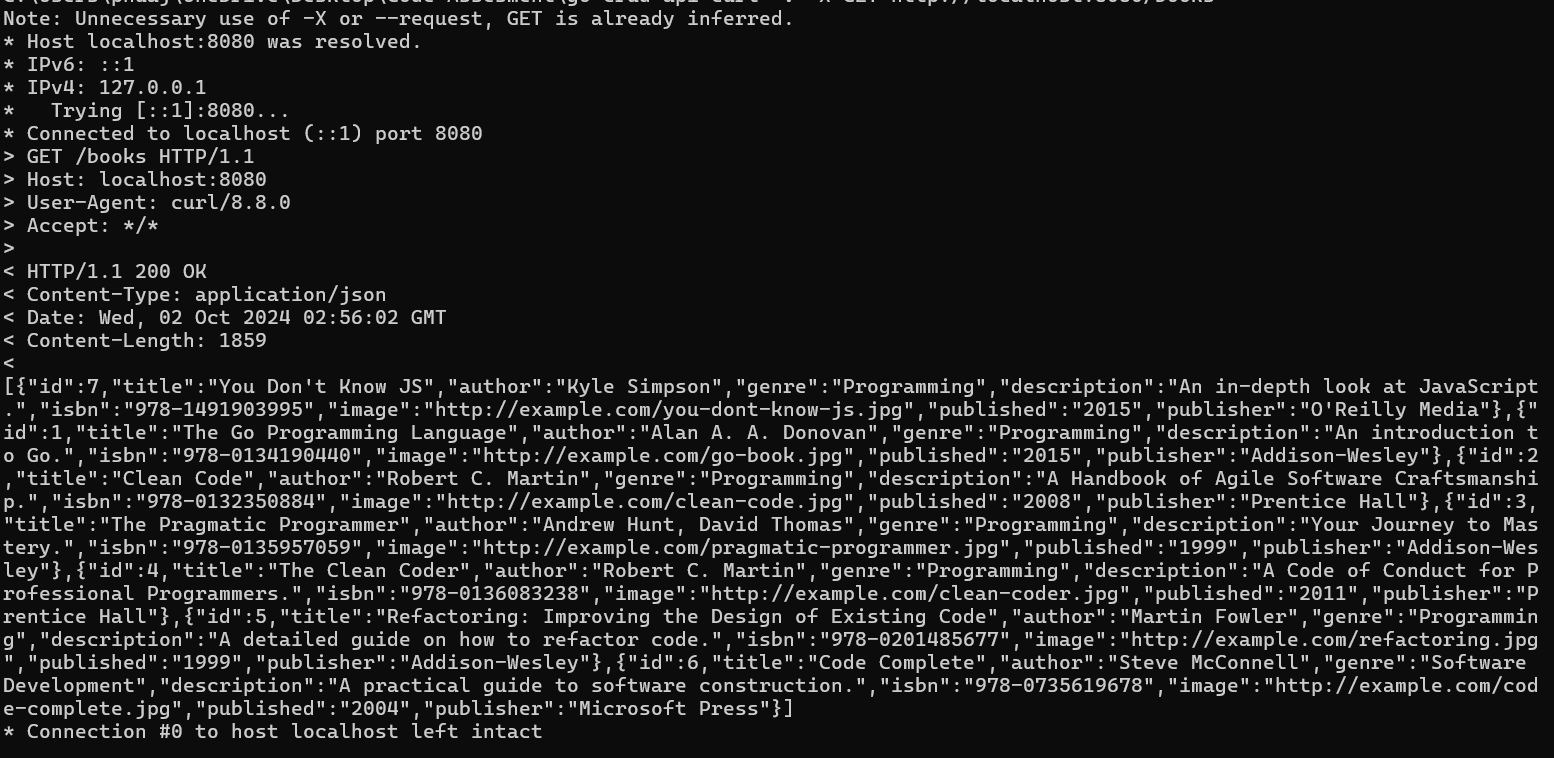 Note: Unnecessary use of -X or --request, GET is already inferred.
* Host localhost:8080 was resolved.
* IPv6: ::1
* IPv4: 127.0.0.1
*   Trying [::1]:8080...
* Connected to localhost (::1) port 8080
> GET /books HTTP/1.1
> Host: localhost:8080
> User-Agent: curl/8.8.0
> Accept: */*
>
< HTTP/1.1 200 OK
< Content-Type: application/json
< Date: Wed, 02 Oct 2024 02:56:02 GMT
< Content-Length: 1859
<
[{"id":7,"title":"You Don't Know JS","author":"Kyle Simpson","genre":"Programming","description":"An in-depth look at JavaScript
.","isbn":"978-1491903995","image":"http://example.com/you-dont-know-js.jpg","published":"2015","publisher":"O'Reilly Media"},{"
id":1,"title":"The Go Programming Language","author":"Alan A. A. Donovan","genre":"Programming","description":"An introduction t
o Go.","isbn":"978-0134190440","image":"http://example.com/go-book.jpg","published":"2015","publisher":"Addison-Wesley"},{"id":2
,"title":"Clean Code","author":"Robert C. Martin","genre":"Programming","description":"A Handbook of Agile Software Craftsmanshi
p.","isbn":"978-0132350884","image":"http://example.com/clean-code.jpg","published":"2008","publisher":"Prentice Hall"},{"id":3,
"title":"The Pragmatic Programmer","author":"Andrew Hunt, David Thomas","genre":"Programming","description":"Your Journey to Mas
tery.","isbn":"978-0135957059","image":"http://example.com/pragmatic-programmer.jpg","published":"1999","publisher":"Addison-Wes
ley"},{"id":4,"title":"The Clean Coder","author":"Robert C. Martin","genre":"Programming","description":"A Code of Conduct for P
rofessional Programmers.","isbn":"978-0136083238","image":"http://example.com/clean-coder.jpg","published":"2011","publisher":"P
rentice Hall"},{"id":5,"title":"Refactoring: Improving the Design of Existing Code","author":"Martin Fowler","genre":"Programmin
g","description":"A detailed guide on how to refactor code.","isbn":"978-0201485677","image":"http://example.com/refactoring.jpg
","published":"1999","publisher":"Addison-Wesley"},{"id":6,"title":"Code Complete","author":"Steve McConnell","genre":"Software
Development","description":"A practical guide to software construction.","isbn":"978-0735619678","image":"http://example.com/cod
e-complete.jpg","published":"2004","publisher":"Microsoft Press"}]
* Connection #0 to host localhost left intact